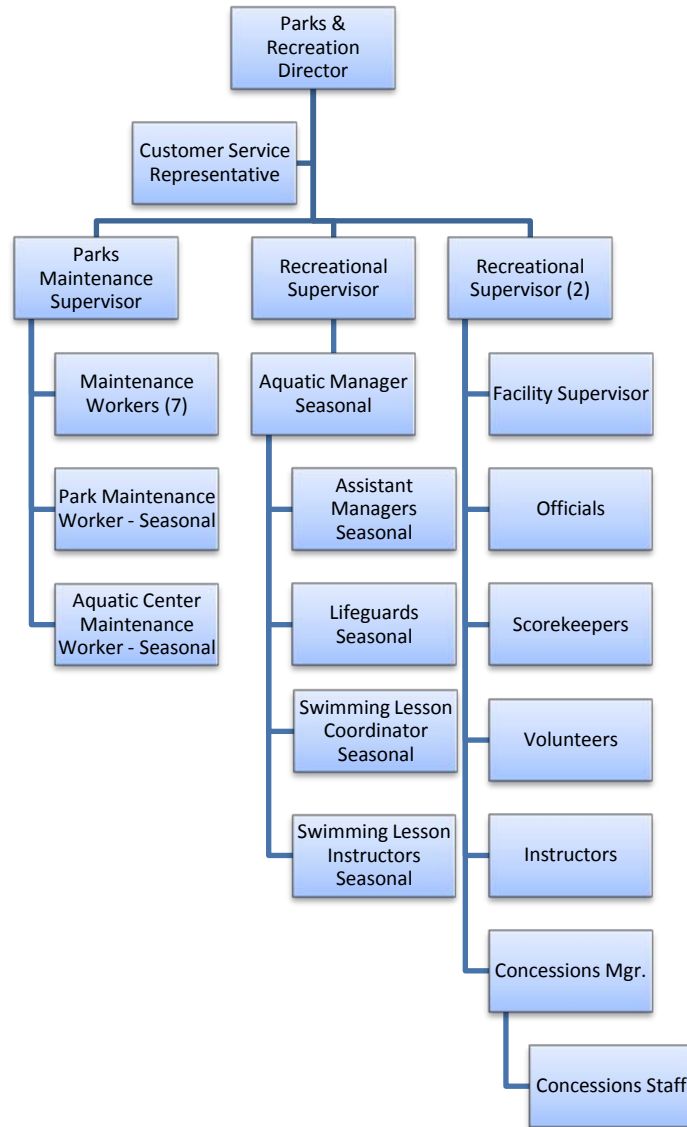 Parks &
Recreation
Director
Customer Service
Representative
Parks
Maintenance
Supervisor
Recreational
Supervisor
Recreational
Supervisor (2)
Maintenance
Workers (7)
Park Maintenance
Worker - Seasonal
Aquatic Center
Maintenance
Worker - Seasonal
Aquatic Manager
Seasonal
Assistant
Managers
Seasonal
Lifeguards
Seasonal
Swimming Lesson
Coordinator
Seasonal
Swimming Lesson
Instructors
Seasonal
Facility Supervisor
Officials
Scorekeepers
Volunteers
Instructors
Concessions Mgr.
Concessions Staff